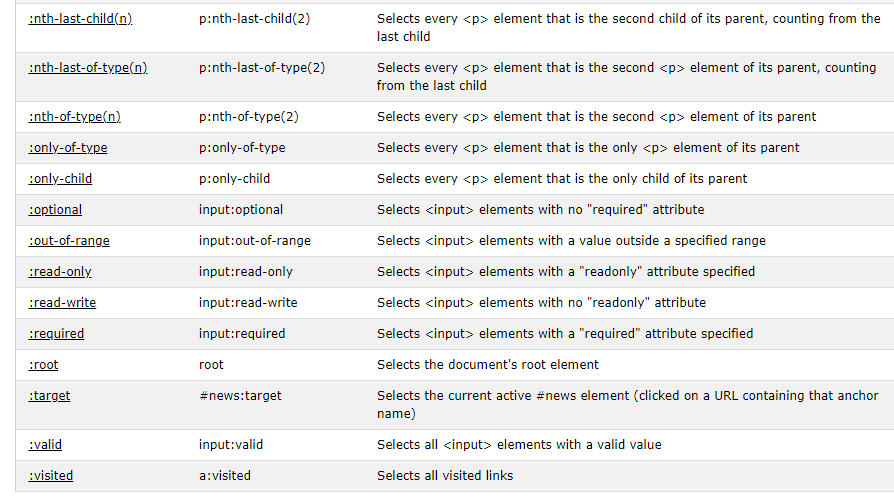 :nth-last-child(n) p:nth-last-child(2) Selects every <p> element that is the second child of its parent, counting from the
last child
:nth-last-of-type(n) p:nth-last-of-type(2) Selects every <p> element that is the second <p> element of its parent, counting
from the last child
:nth-of-type(n) p:nth-of-type(2) Selects every <p> element that is the second <p> element of its parent
:only-of-type p:only-of-type Selects every <p> element that is the only <p> element of its parent
:only-child p:only-child Selects every <p> element that is the only child of its parent
:optional input:optional Selects <input> elements with no "required" attribute
:out-of-range input:out-of-range Selects <input> elements with a value outside a specified range
:read-only input:read-only Selects <input> elements with a "readonly" attribute specified
:read-write input:read-write Selects <input> elements with no "readonly" attribute
:required input:required Selects <input> elements with a "required" attribute specified
:root root Selects the document's root element
:target #news:target Selects the current active #news element (clicked on a URL containing that anchor
name)
:valid input:valid Selects all <input> elements with a valid value
:visited a:visited Selects all visited links